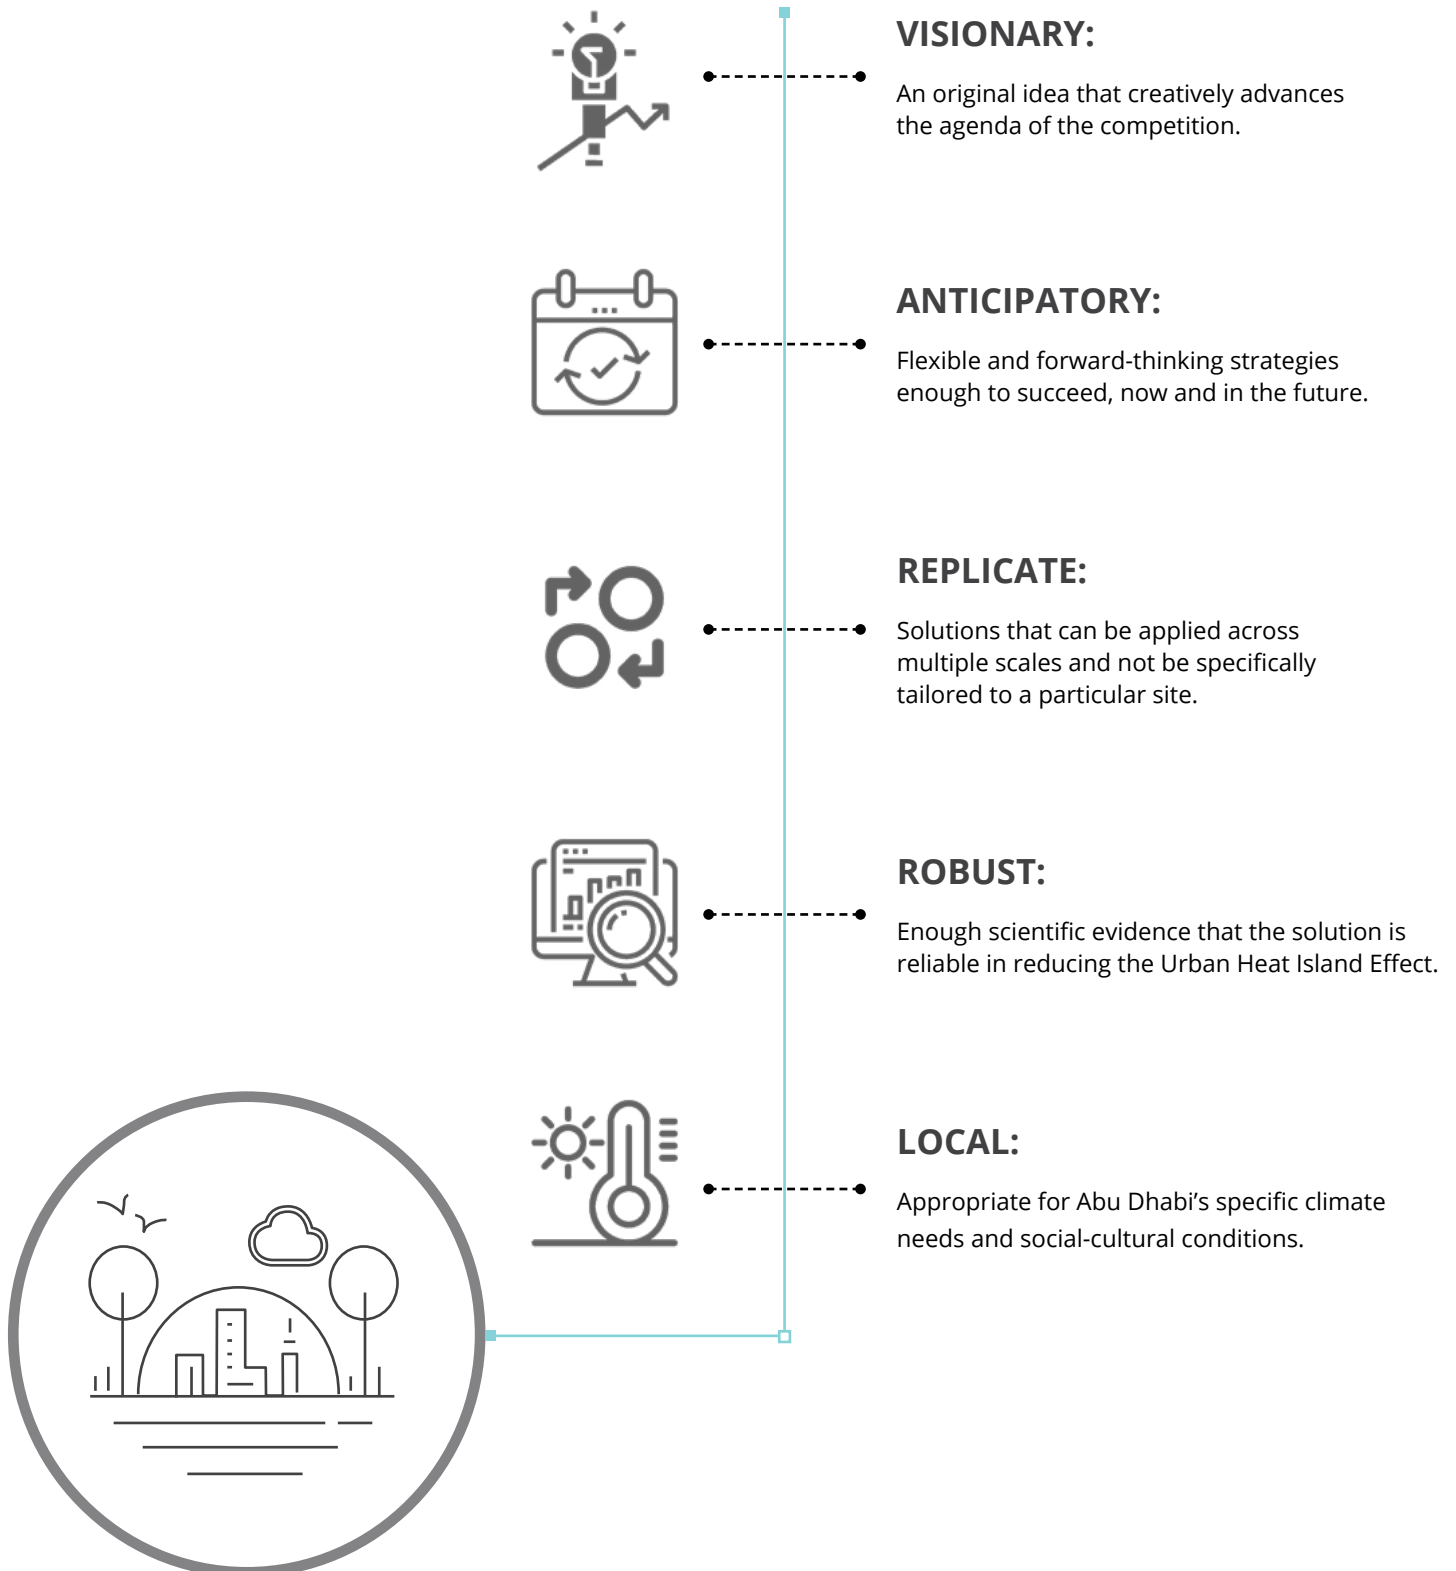 VISIONARY:
An original idea that creatively advances
the agenda of the competition.
ANTICIPATORY:
Flexible and forward-thinking strategies
enough to succeed, now and in the future.
REPLICATE:
Solutions that can be applied across
multiple scales and not be specifically
tailored to a particular site.
ROBUST:
Enough scientific evidence that the solution is
reliable in reducing the Urban Heat Island Effect.
LOCAL:
Appropriate for Abu Dhabi’s specific climate
needs and social-cultural conditions.